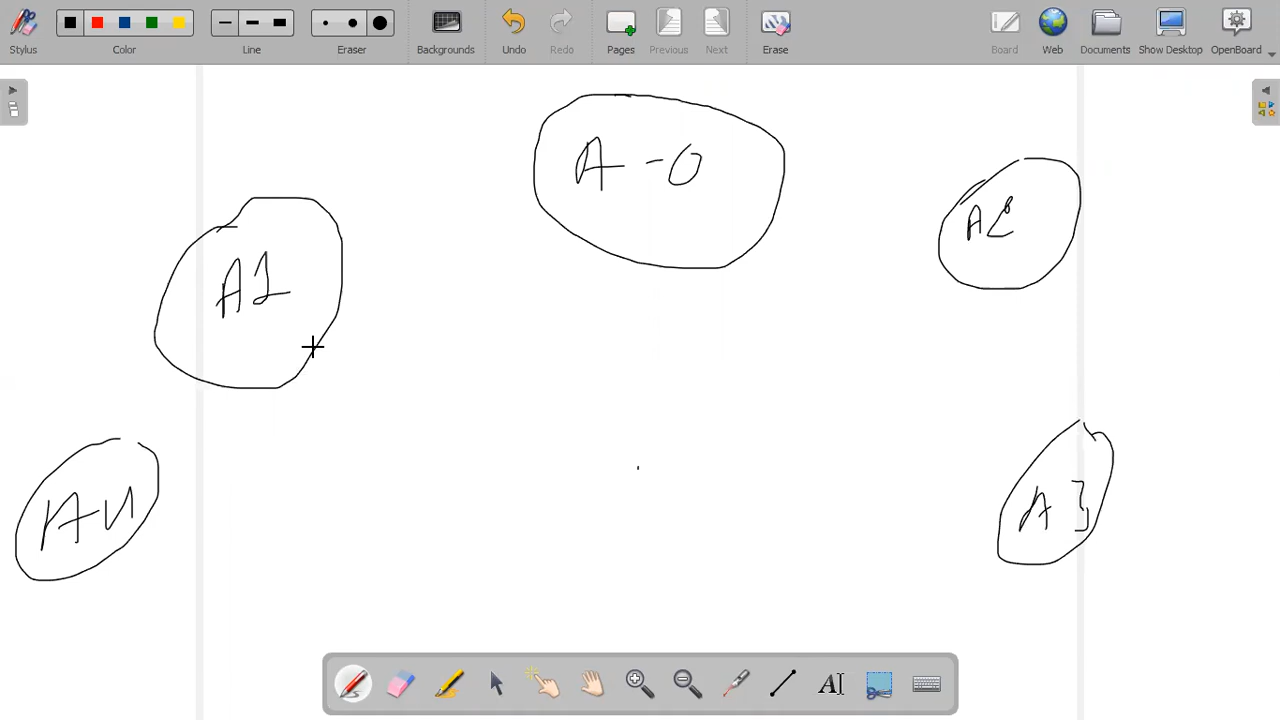 Stylus
Color
Line
Eraser
Backgrounds
Undo
Redo
Pages
Previous
Next
Erase
Board
Web
Documents
Show Desktop
OpenBoard
A-0
A2
A1
A4
A3
AI